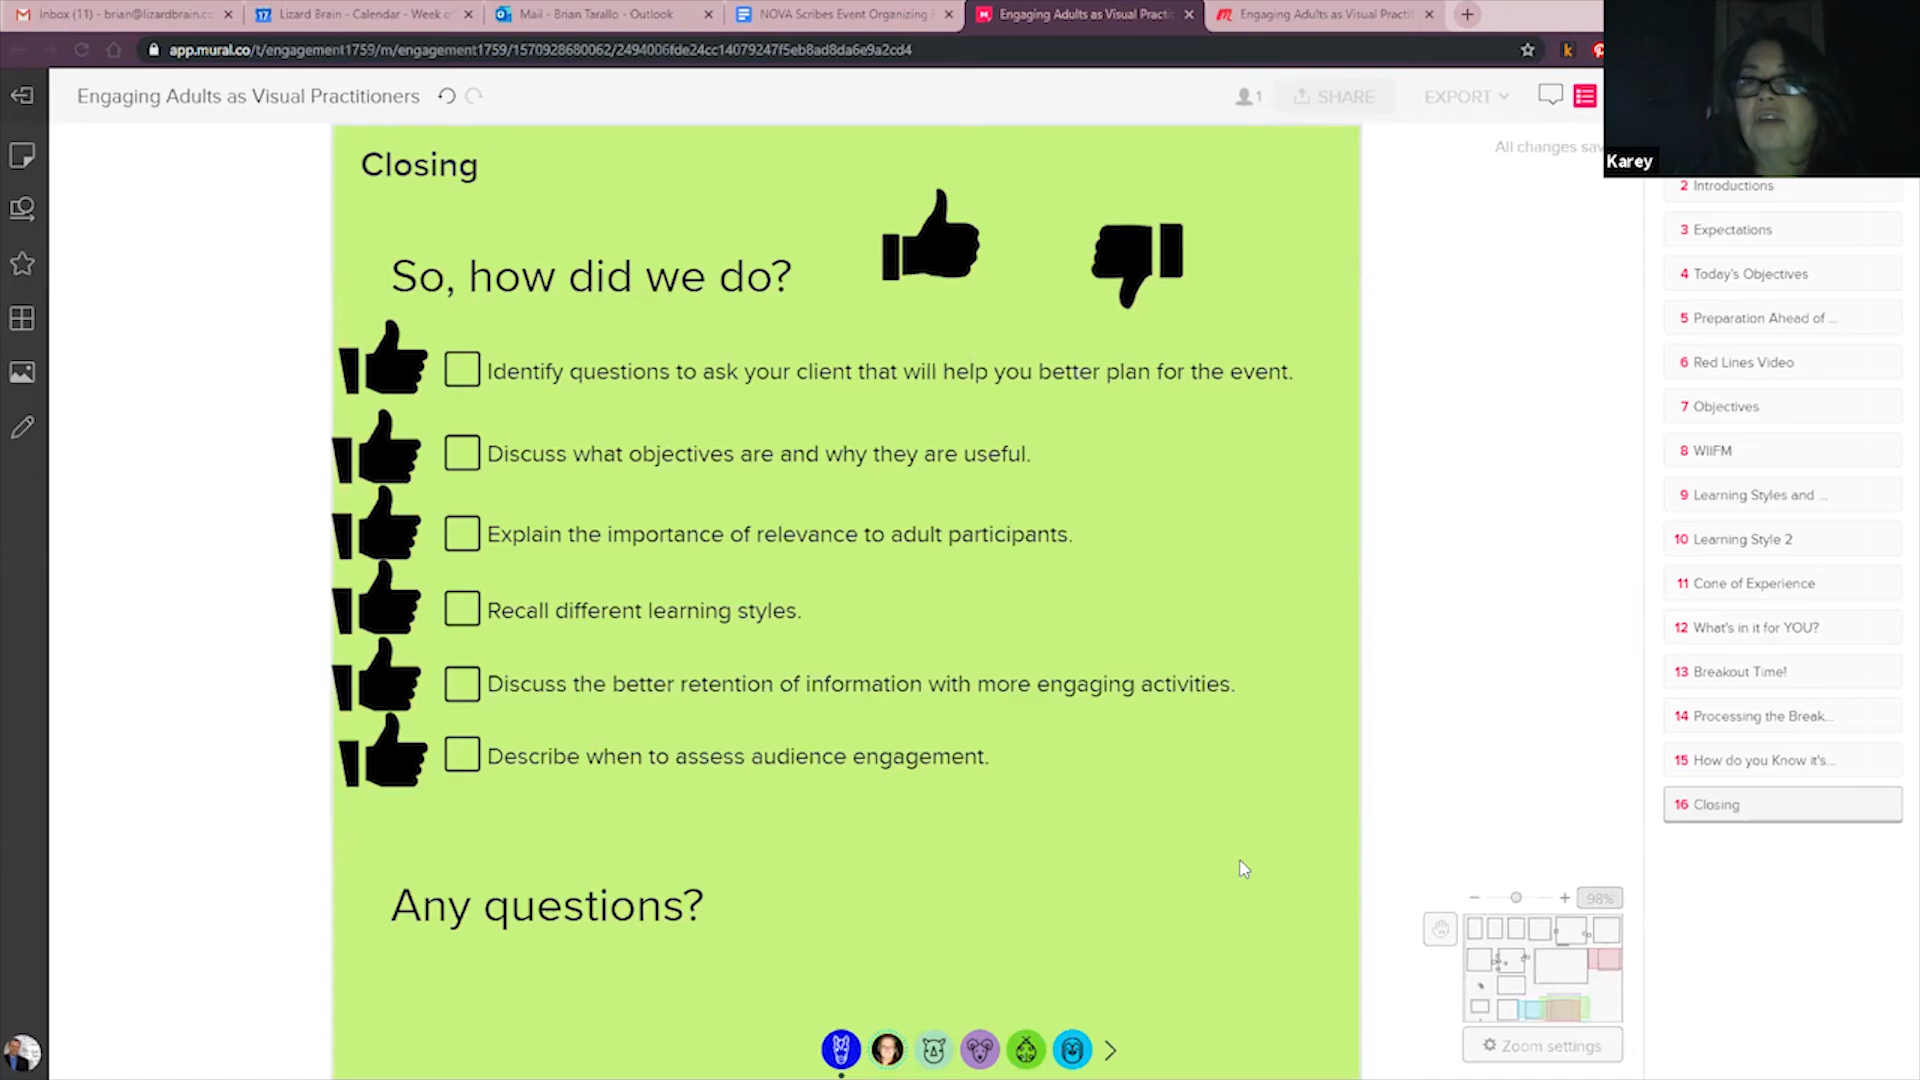 Inbox (11) - brian@lizardbrain.co
Lizard Brain - Calendar - Week o
Mail - Brian Tarallo - Outlook
NOVA Scribes Event Organizing
Engaging Adults as Visual Practi
Engaging Adults as Visual Practi
app.mural.co/t/engagement1759/m/engagement1759/1570928680062/2494006fde24cc14079247f5eb8ad8da6e9a2cd4
Engaging Adults as Visual Practitioners
1
SHARE
EXPORT
All changes sav
Karey
Closing
So, how did we do?
Identify questions to ask your client that will help you better plan for the event.
Discuss what objectives are and why they are useful.
Explain the importance of relevance to adult participants.
Recall different learning styles.
Discuss the better retention of information with more engaging activities.
Describe when to assess audience engagement.
Any questions?
2 Introductions
3 Expectations
4 Today's Objectives
5 Preparation Ahead of ...
6 Red Lines Video
7 Objectives
8 WIIFM
9 Learning Styles and ...
10 Learning Style 2
11 Cone of Experience
12 What's in it for YOU?
13 Breakout Time!
14 Processing the Break...
15 How do you Know it's...
16 Closing
98%
Zoom settings